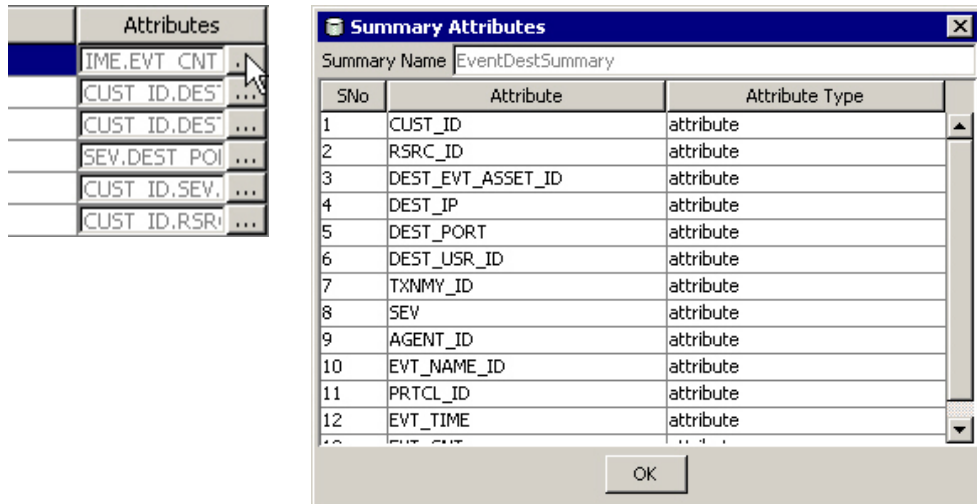 Attributes
IME.EVT_CNT ...
CUST_ID.DEST ...
CUST_ID.DEST ...
SEV.DEST_POI ...
CUST_ID.SEV. ...
CUST_ID.RSR ...
Summary Attributes
Summary Name EventDestSummary
SNo Attribute Attribute Type
1 CUST_ID attribute
2 RSRC_ID attribute
3 DEST_EVT_ASSET_ID attribute
4 DEST_IP attribute
5 DEST_PORT attribute
6 DEST_USR_ID attribute
7 TXNMY_ID attribute
8 SEV attribute
9 AGENT_ID attribute
10 EVT_NAME_ID attribute
11 PRTCL_ID attribute
12 EVT_TIME attribute
OK